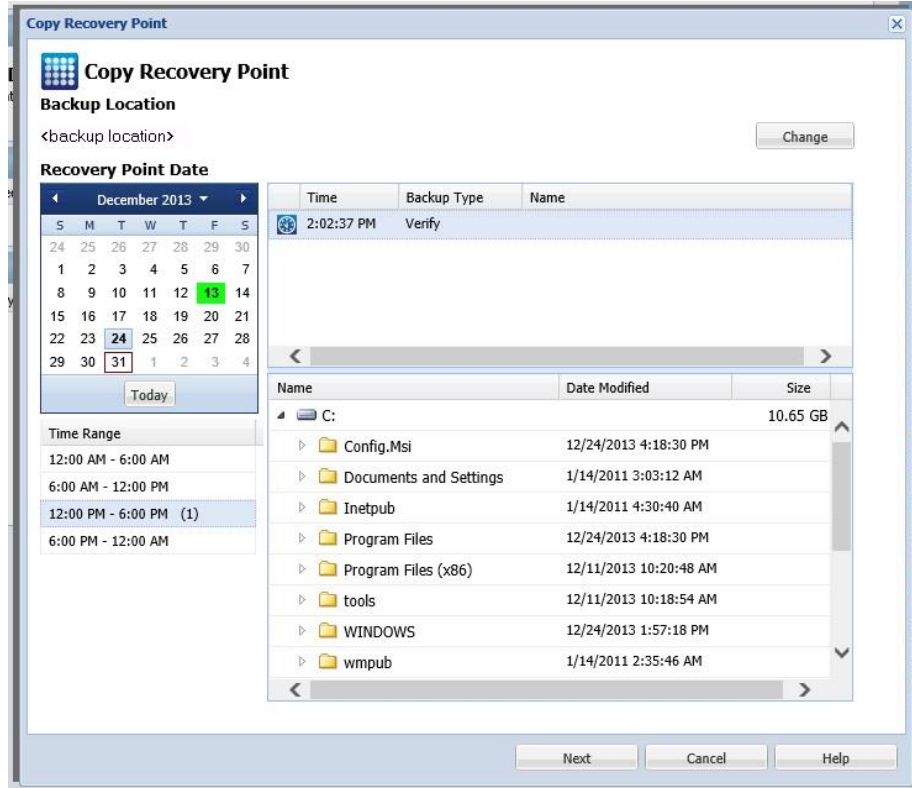 Copy Recovery Point
Copy Recovery Point
Backup Location
<backup location>
Change
Recovery Point Date
December 2013
S M T W T F S
24 25 26 27 28 29 30
1 2 3 4 5 6 7
8 9 10 11 12 13 14
15 16 17 18 19 20 21
22 23 24 25 26 27 28
29 30 31 1 2 3 4
Today
Time Range
12:00 AM - 6:00 AM
6:00 AM - 12:00 PM
12:00 PM - 6:00 PM (1)
6:00 PM - 12:00 AM
Time Backup Type Name
2:02:37 PM Verify
Name Date Modified Size
C: 10.65 GB
Config.Msi 12/24/2013 4:18:30 PM
Documents and Settings 1/14/2011 3:03:12 AM
Inetpub 1/14/2011 4:30:40 AM
Program Files 12/24/2013 4:18:30 PM
Program Files (x86) 12/11/2013 10:20:48 AM
tools 12/11/2013 10:18:54 AM
WINDOWS 12/24/2013 1:57:18 PM
wmpub 1/14/2011 2:35:46 AM
Next Cancel Help